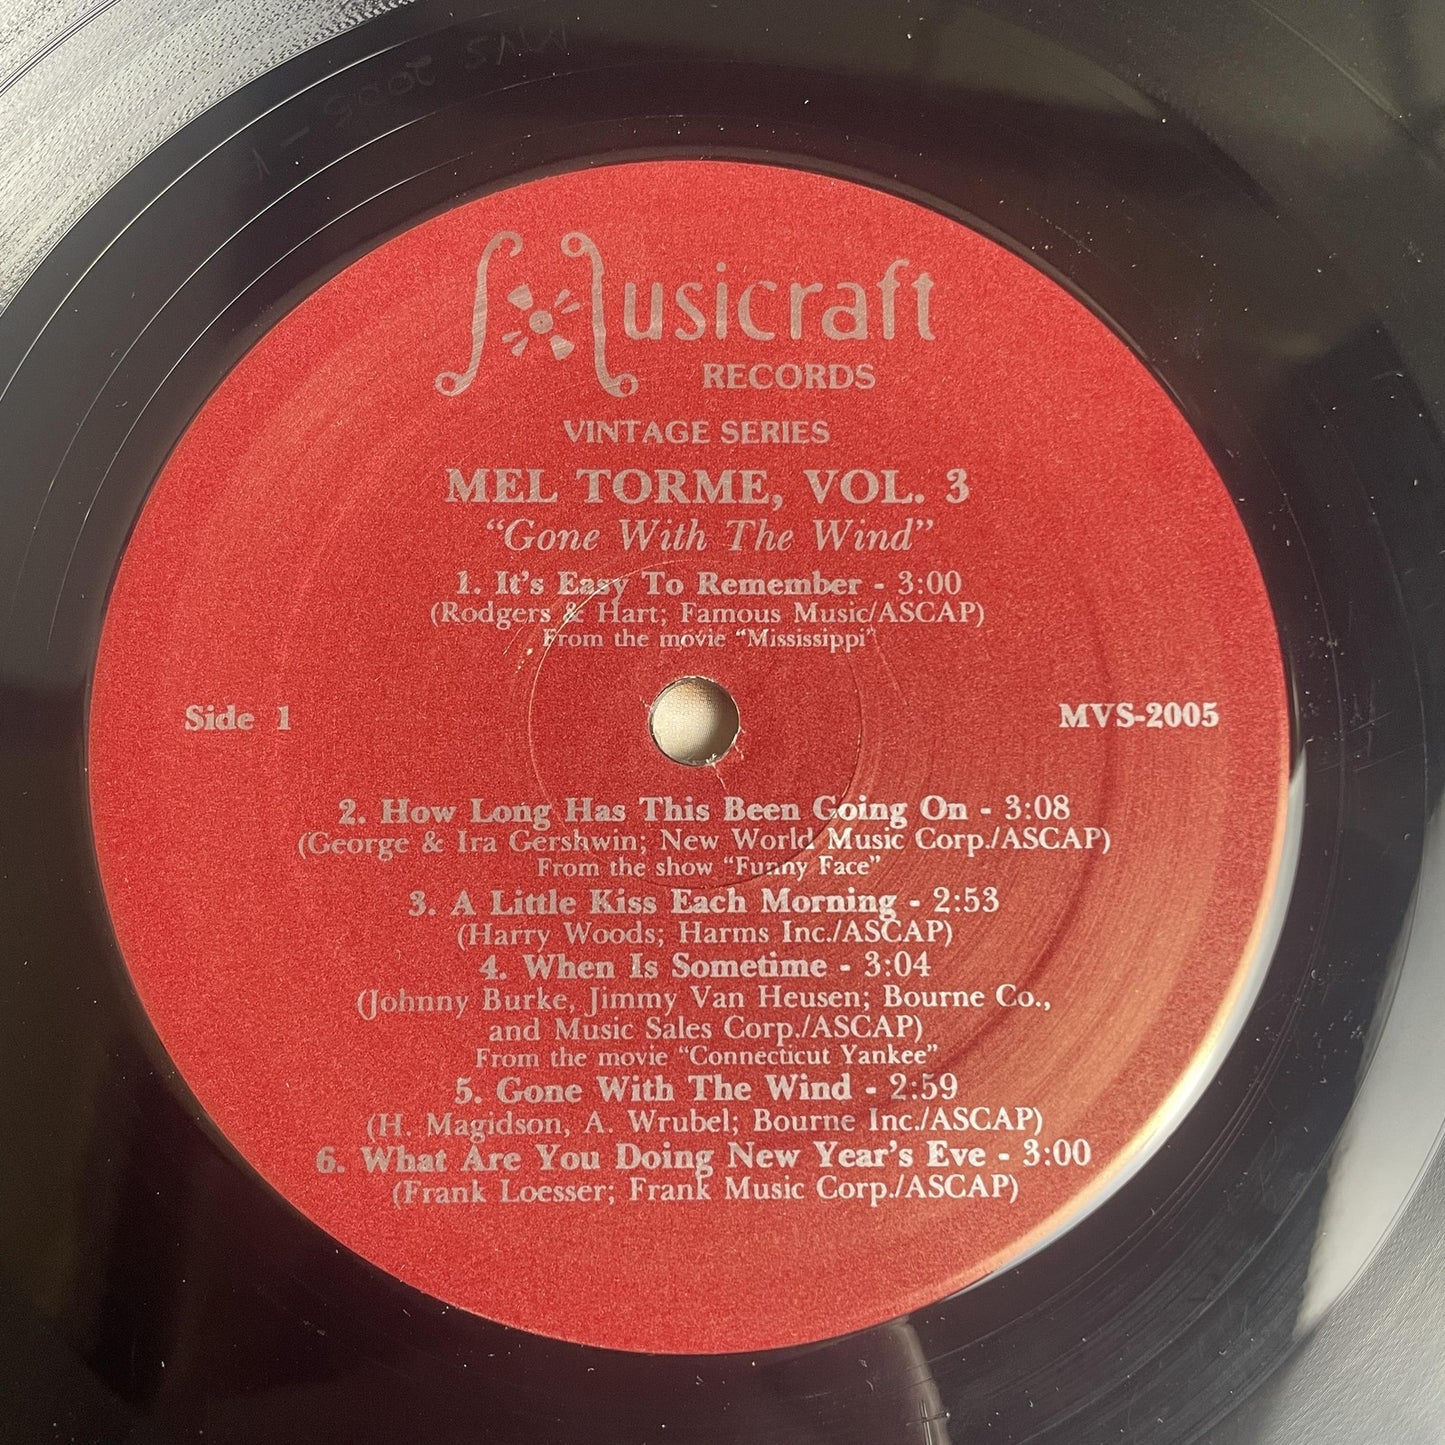 MVS 2005-1
Musicraft
RECORDS
VINTAGE SERIES
MEL TORME, VOL. 3
"Gone With The Wind"
1. It's Easy To Remember - 3:00
(Rodgers & Hart; Famous Music/ASCAP)
From the movie "Mississippi"
Side 1 MVS-2005
2. How Long Has This Been Going On - 3:08
(George & Ira Gershwin; New World Music Corp./ASCAP)
From the show "Funny Face"
3. A Little Kiss Each Morning - 2:53
(Harry Woods; Harms Inc./ASCAP)
4. When Is Sometime - 3:04
(Johnny Burke, Jimmy Van Heusen; Bourne Co.,
and Music Sales Corp./ASCAP)
From the movie "Connecticut Yankee"
5. Gone With The Wind - 2:59
(H. Magidson, A. Wrubel; Bourne Inc./ASCAP)
6. What Are You Doing New Year's Eve - 3:00
(Frank Loesser; Frank Music Corp./ASCAP)